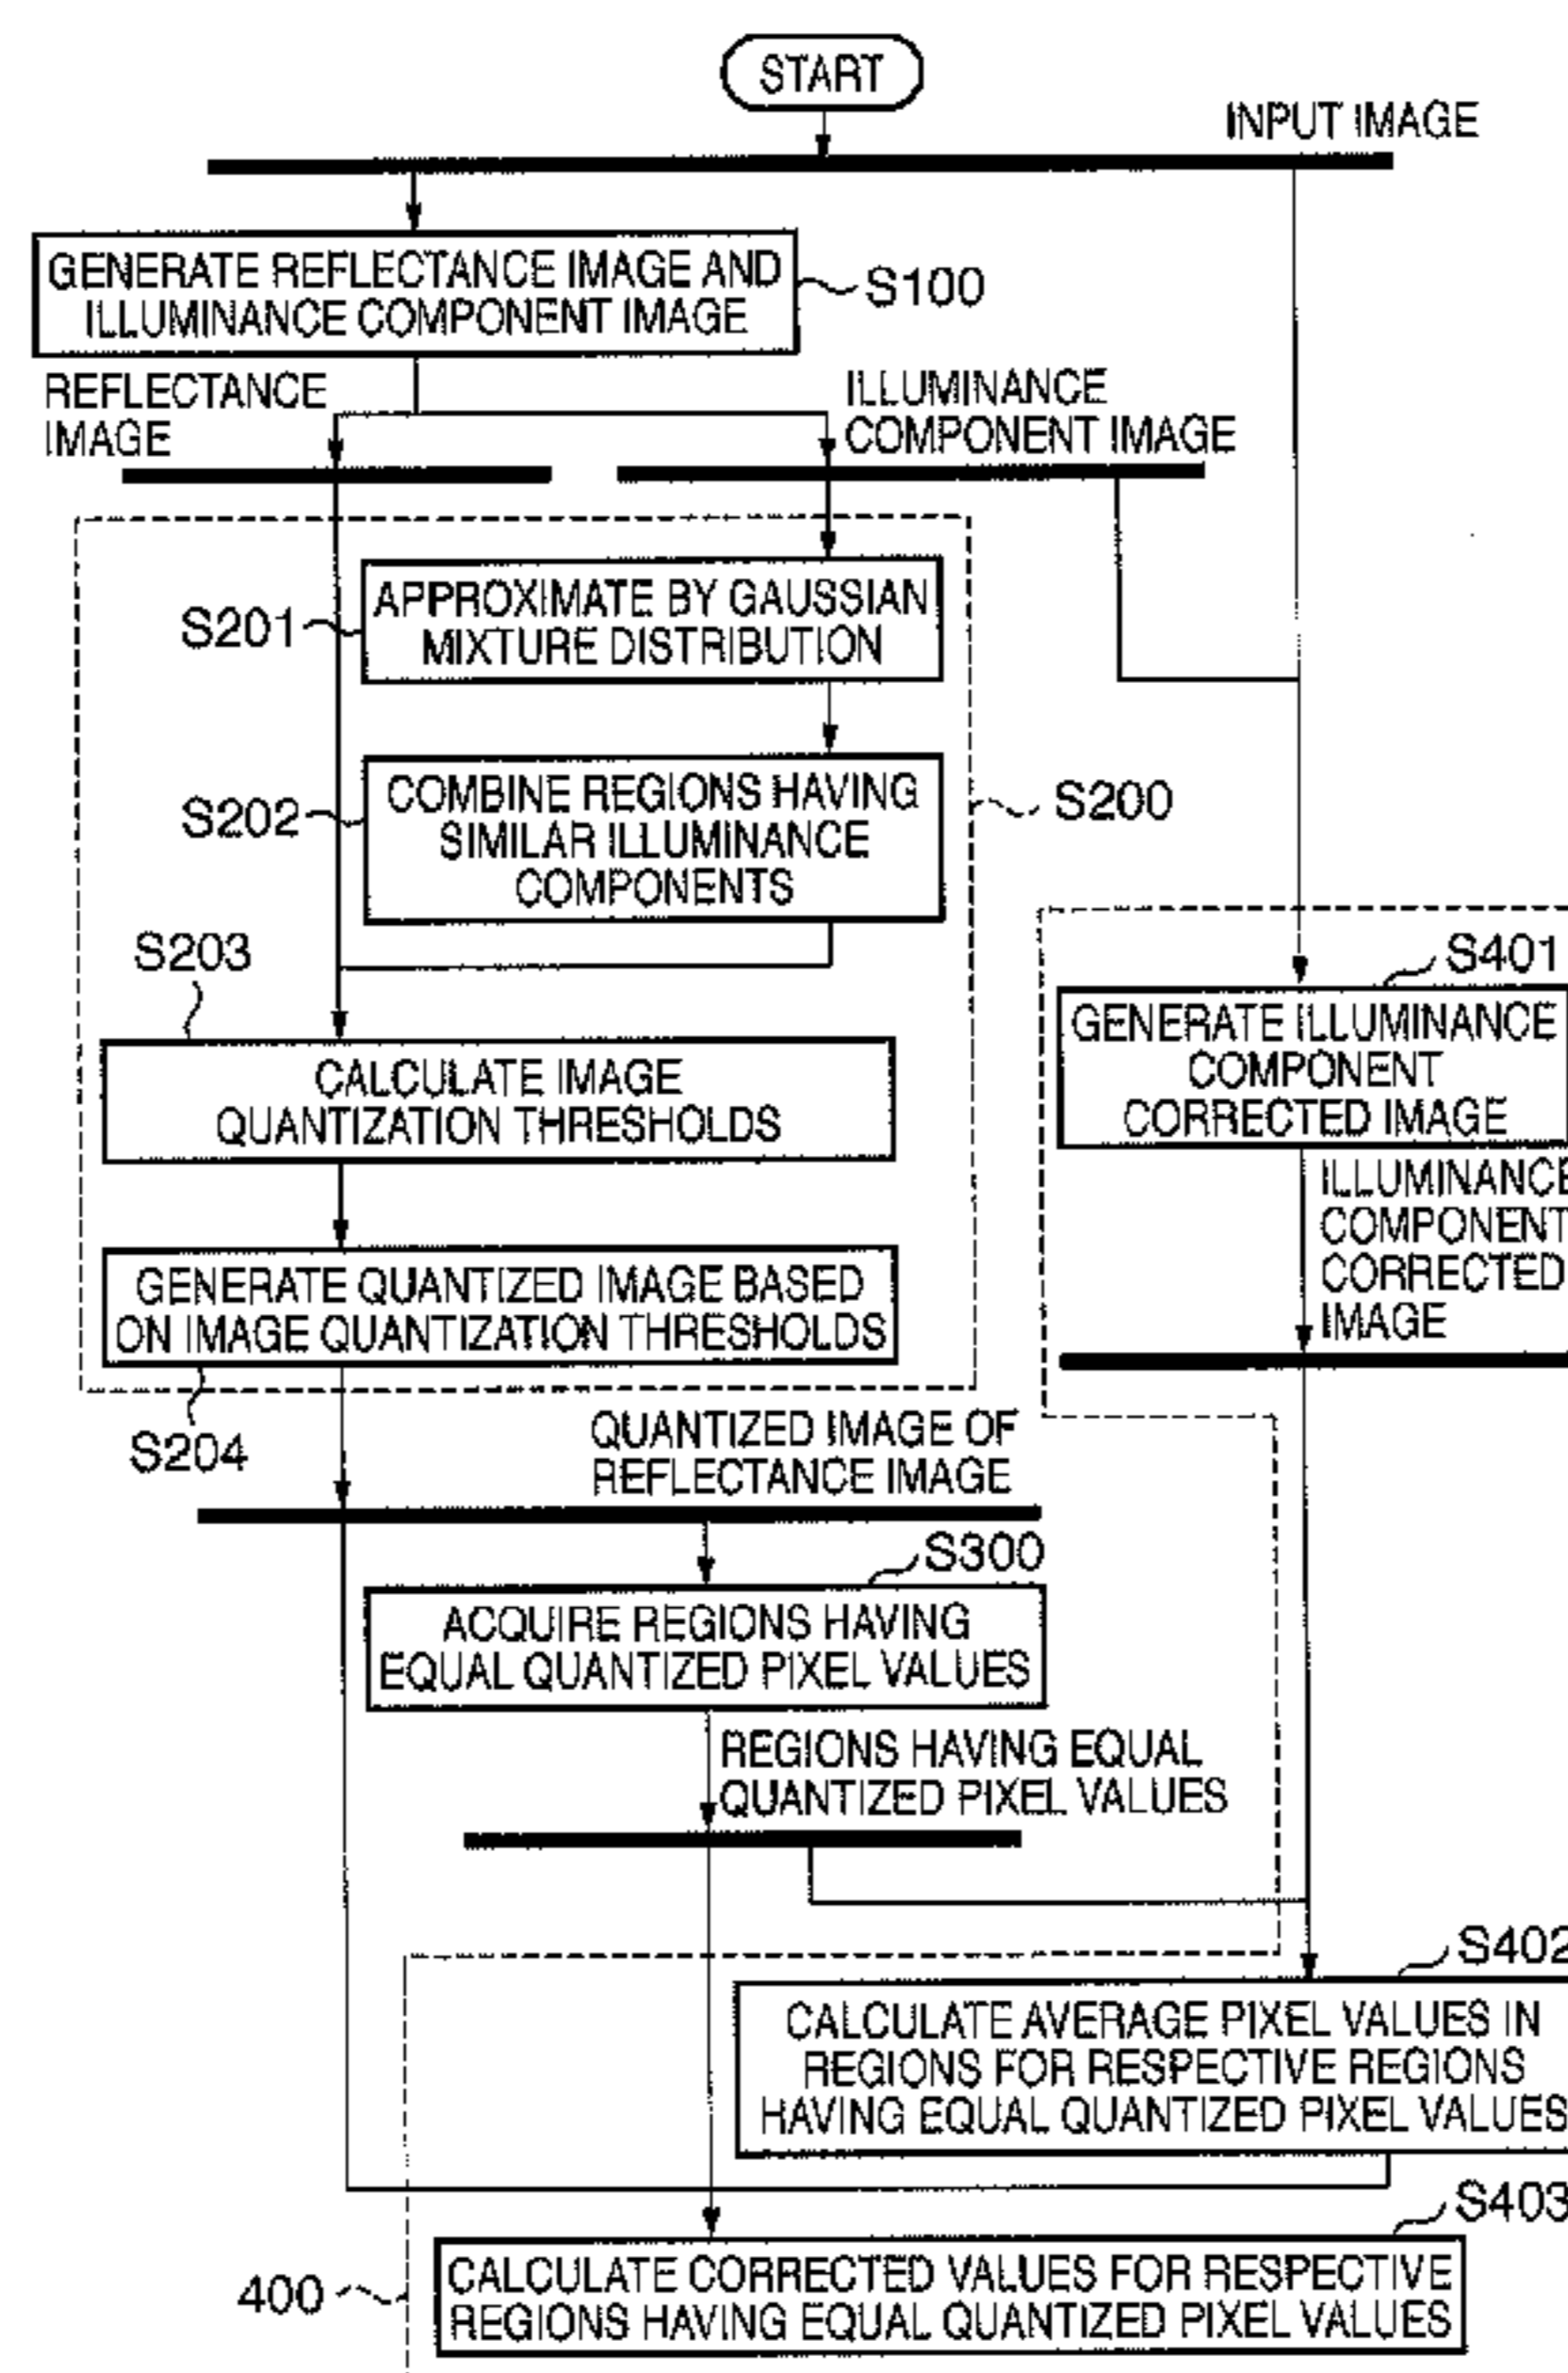 START
INPUT IMAGE
GENERATE REFLECTANCE IMAGE AND
ILLUMINANCE COMPONENT IMAGE
S100
REFLECTANCE
IMAGE
ILLUMINANCE
COMPONENT IMAGE
S201
APPROXIMATE BY GAUSSIAN
MIXTURE DISTRIBUTION
S202
COMBINE REGIONS HAVING
SIMILAR ILLUMINANCE
COMPONENTS
S200
S203
CALCULATE IMAGE
QUANTIZATION THRESHOLDS
S401
GENERATE ILLUMINANCE
COMPONENT
CORRECTED IMAGE
ILLUMINANCE
COMPONENT
CORRECTED
IMAGE
GENERATE QUANTIZED IMAGE BASED
ON IMAGE QUANTIZATION THRESHOLDS
S204
QUANTIZED IMAGE OF
REFLECTANCE IMAGE
S300
ACQUIRE REGIONS HAVING
EQUAL QUANTIZED PIXEL VALUES
REGIONS HAVING EQUAL
QUANTIZED PIXEL VALUES
S402
CALCULATE AVERAGE PIXEL VALUES IN
REGIONS FOR RESPECTIVE REGIONS
HAVING EQUAL QUANTIZED PIXEL VALUES
S403
400
CALCULATE CORRECTED VALUES FOR RESPECTIVE
REGIONS HAVING EQUAL QUANTIZED PIXEL VALUES